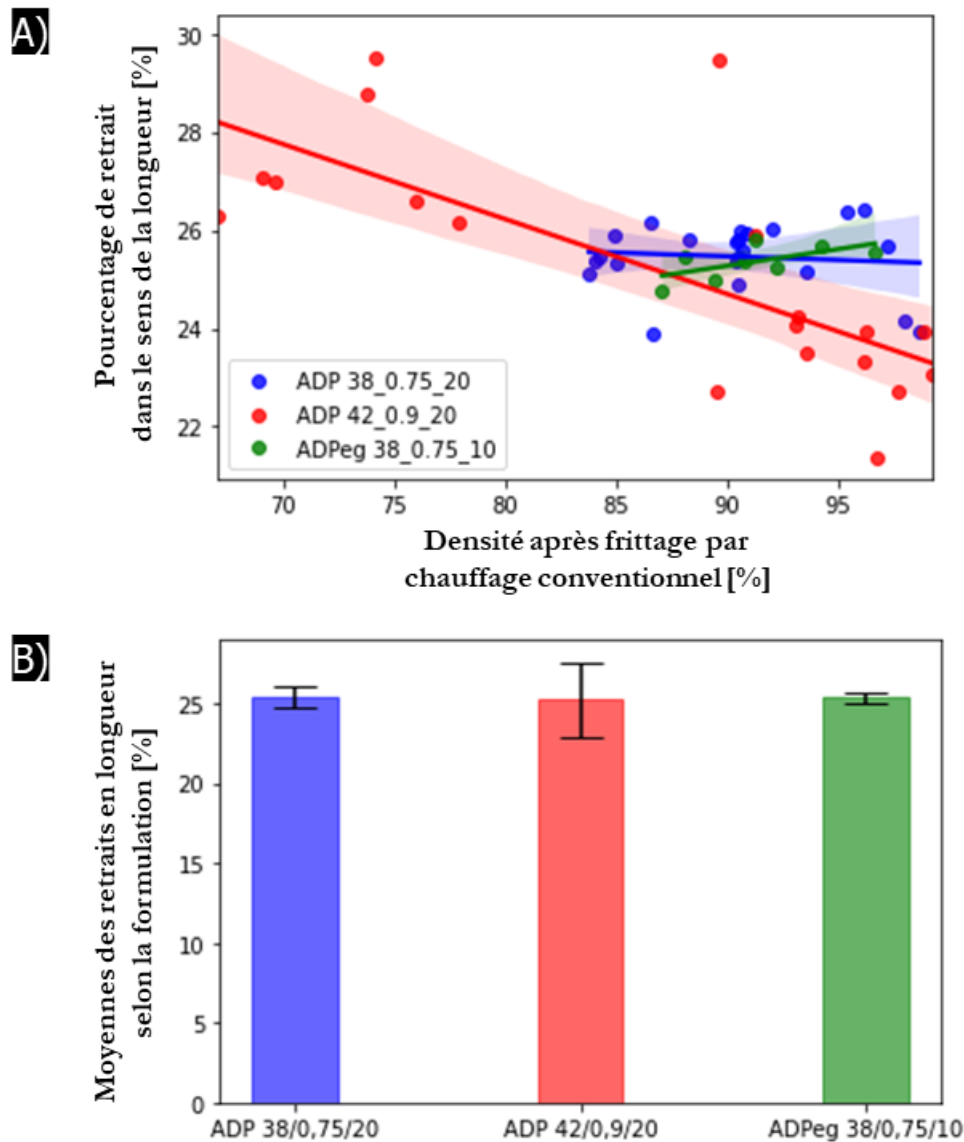 A)
Pourcentage de retrait
dans le sens de la longueur [%]
30
28
26
24
22
ADP 38_0.75_20
ADP 42_0.9_20
ADPeg 38_0.75_10
70 75 80 85 90 95
Densité après frittage par
chauffage conventionnel [%]
B)
Moyennes des retraits en longueur
selon la formulation [%]
25
20
15
10
5
0
ADP 38/0,75/20 ADP 42/0,9/20 ADPeg 38/0,75/10